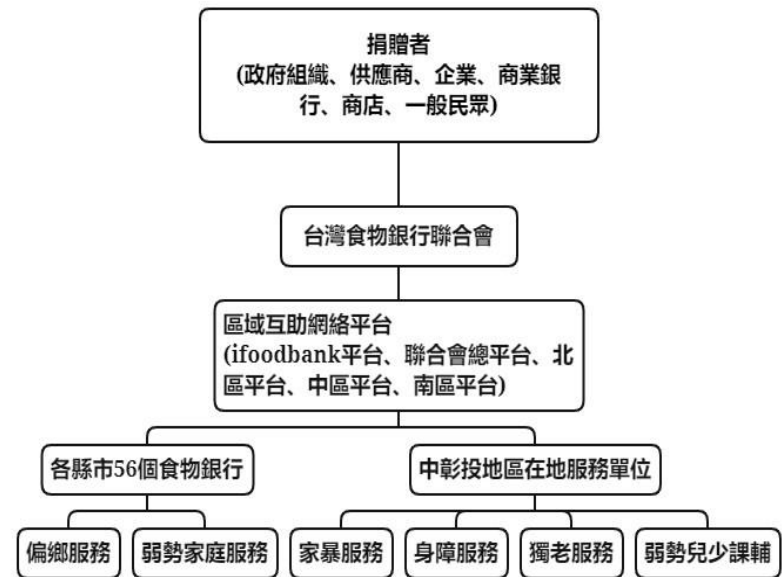 捐贈者
(政府組織、供應商、企業、商業銀
行、商店、一般民眾)
台灣食物銀行聯合會
區域互助網絡平台
(ifoodbank平台、聯合會總平台、北
區平台、中區平台、南區平台)
各縣市56個食物銀行
中彰投地區在地服務單位
偏鄉服務
弱勢家庭服務
家暴服務
身障服務
獨老服務
弱勢兒少課輔